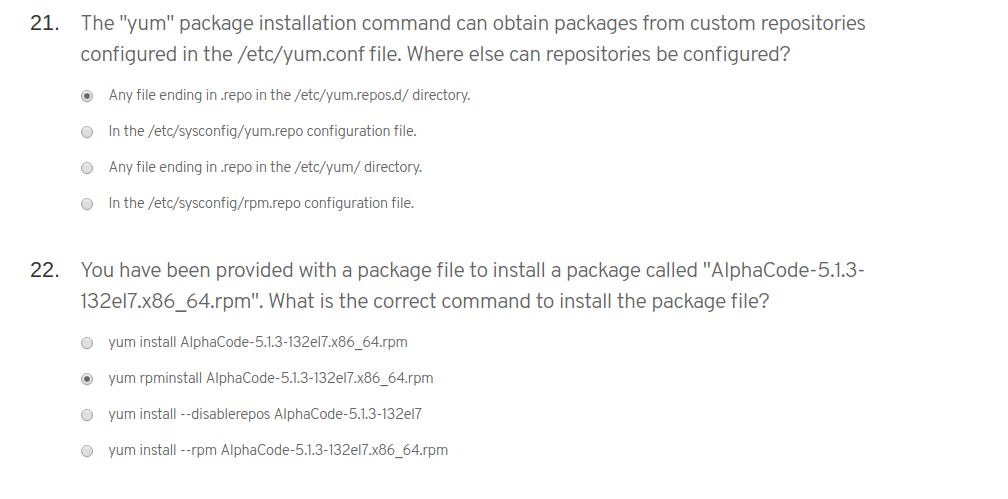 21. The "yum" package installation command can obtain packages from custom repositories
configured in the /etc/yum.conf file. Where else can repositories be configured?
Any file ending in .repo in the /etc/yum.repos.d/ directory.
In the /etc/sysconfig/yum.repo configuration file.
Any file ending in .repo in the /etc/yum/ directory.
In the /etc/sysconfig/rpm.repo configuration file.
22. You have been provided with a package file to install a package called "AlphaCode-5.1.3-
132el7.x86_64.rpm". What is the correct command to install the package file?
yum install AlphaCode-5.1.3-132el7.x86_64.rpm
yum rpminstall AlphaCode-5.1.3-132el7.x86_64.rpm
yum install --disablerepos AlphaCode-5.1.3-132el7
yum install --rpm AlphaCode-5.1.3-132el7.x86_64.rpm